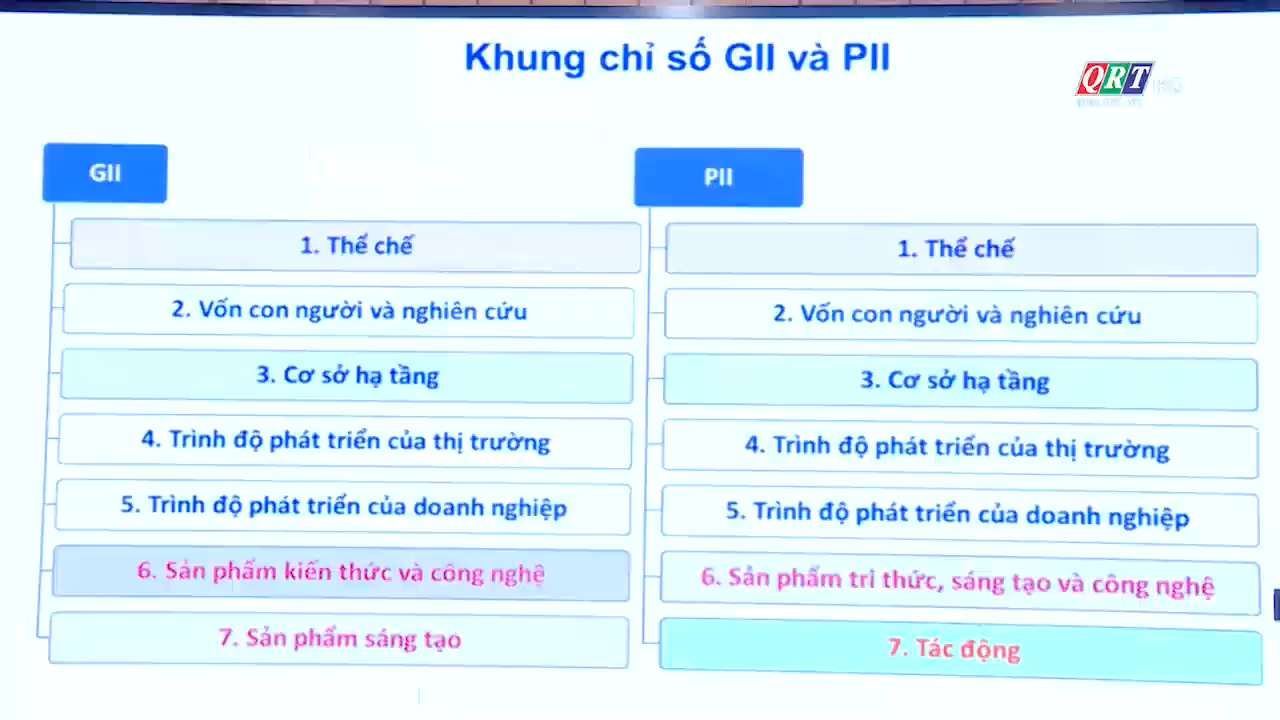 Khung chỉ số GII và PII
QRT
GII
1. Thể chế
2. Vốn con người và nghiên cứu
3. Cơ sở hạ tầng
4. Trình độ phát triển của thị trường
5. Trình độ phát triển của doanh nghiệp
6. Sản phẩm kiến thức và công nghệ
7. Sản phẩm sáng tạo
PII
1. Thể chế
2. Vốn con người và nghiên cứu
3. Cơ sở hạ tầng
4. Trình độ phát triển của thị trường
5. Trình độ phát triển của doanh nghiệp
6. Sản phẩm tri thức, sáng tạo và công nghệ
7. Tác động